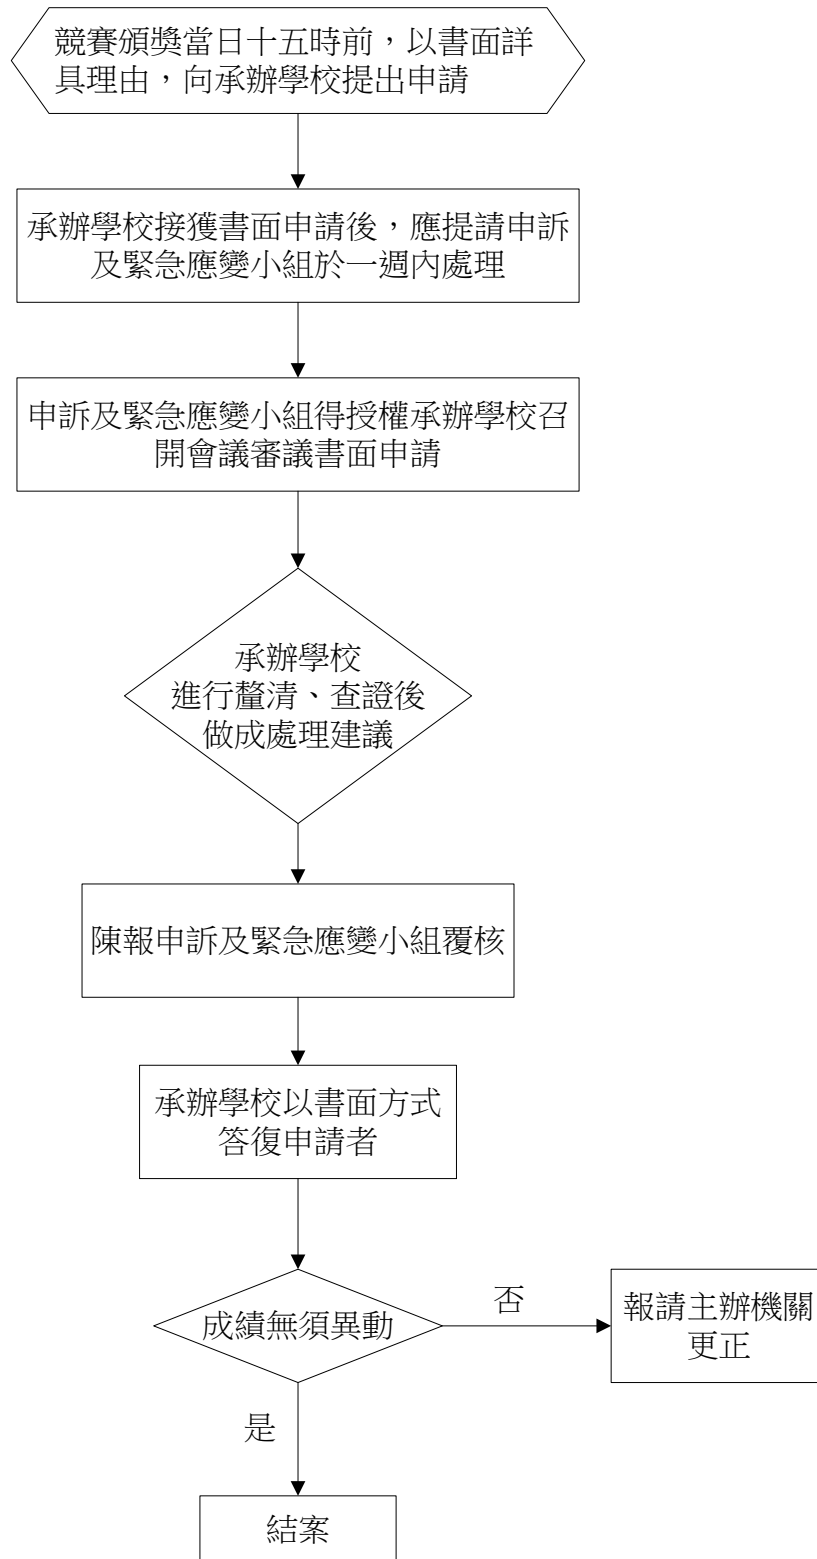 競賽頒獎當日十五時前，以書面詳
具理由，向承辦學校提出申請
承辦學校接獲書面申請後，應提請申訴
及緊急應變小組於一週內處理
申訴及緊急應變小組得授權承辦學校召
開會議審議書面申請
承辦學校
進行釐清、查證後
做成處理建議
陳報申訴及緊急應變小組覆核
承辦學校以書面方式
答復申請者
成績無須異動
否
報請主辦機關
更正
是
結案